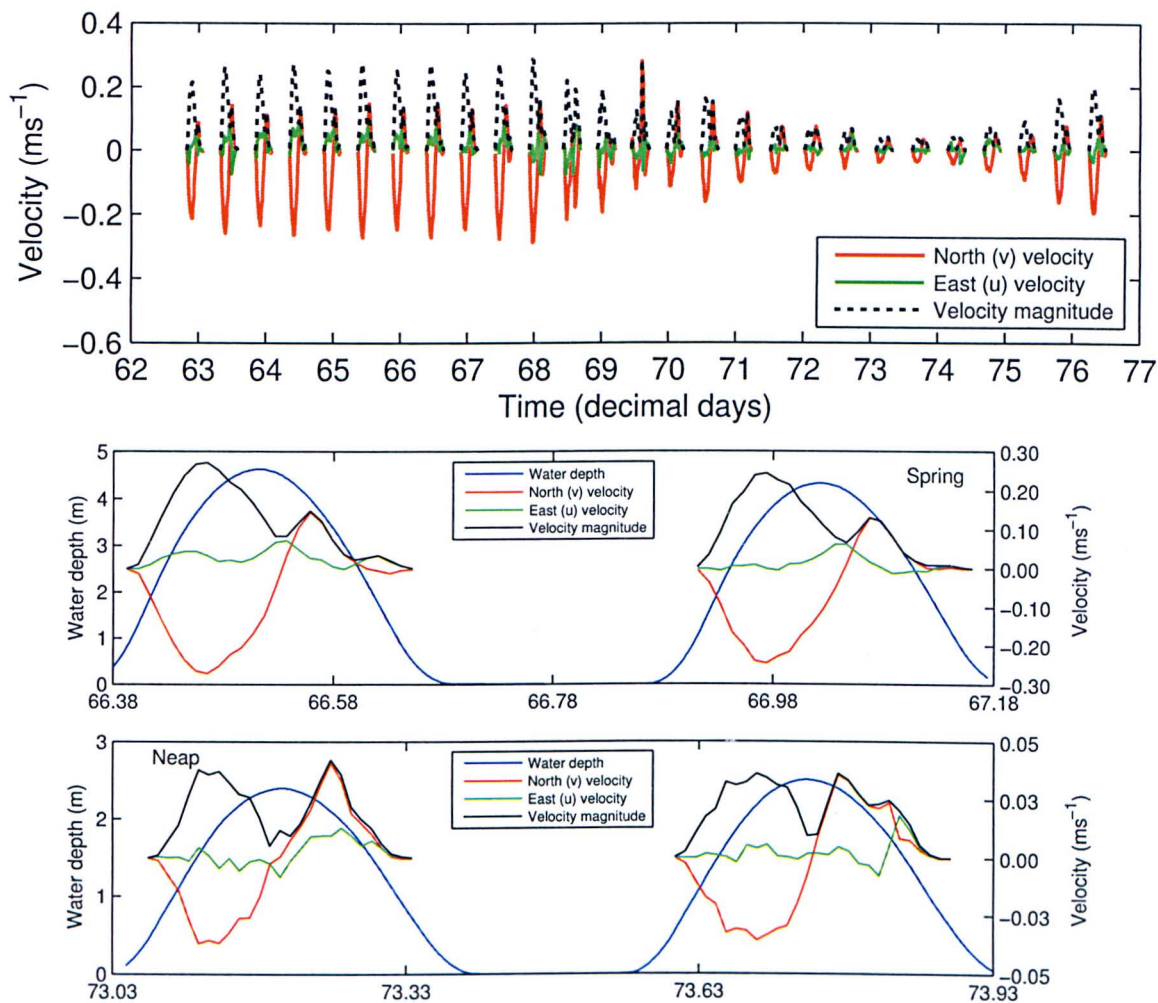 0.4
0.2
0
−0.2
−0.4
−0.6
Velocity (ms⁻¹)
North (v) velocity
East (u) velocity
Velocity magnitude
62 63 64 65 66 67 68 69 70 71 72 73 74 75 76 77
Time (decimal days)
5
4
3
2
1
0
Water depth (m)
Water depth
North (v) velocity
East (u) velocity
Velocity magnitude
Spring
0.30
0.20
0.10
0.00
−0.10
−0.20
−0.30
Velocity (ms⁻¹)
66.38 66.58 66.78 66.98 67.18
3
2
1
0
Water depth (m)
Neap
Water depth
North (v) velocity
East (u) velocity
Velocity magnitude
0.05
0.03
0.00
−0.03
−0.05
Velocity (ms⁻¹)
73.03 73.33 73.63 73.93